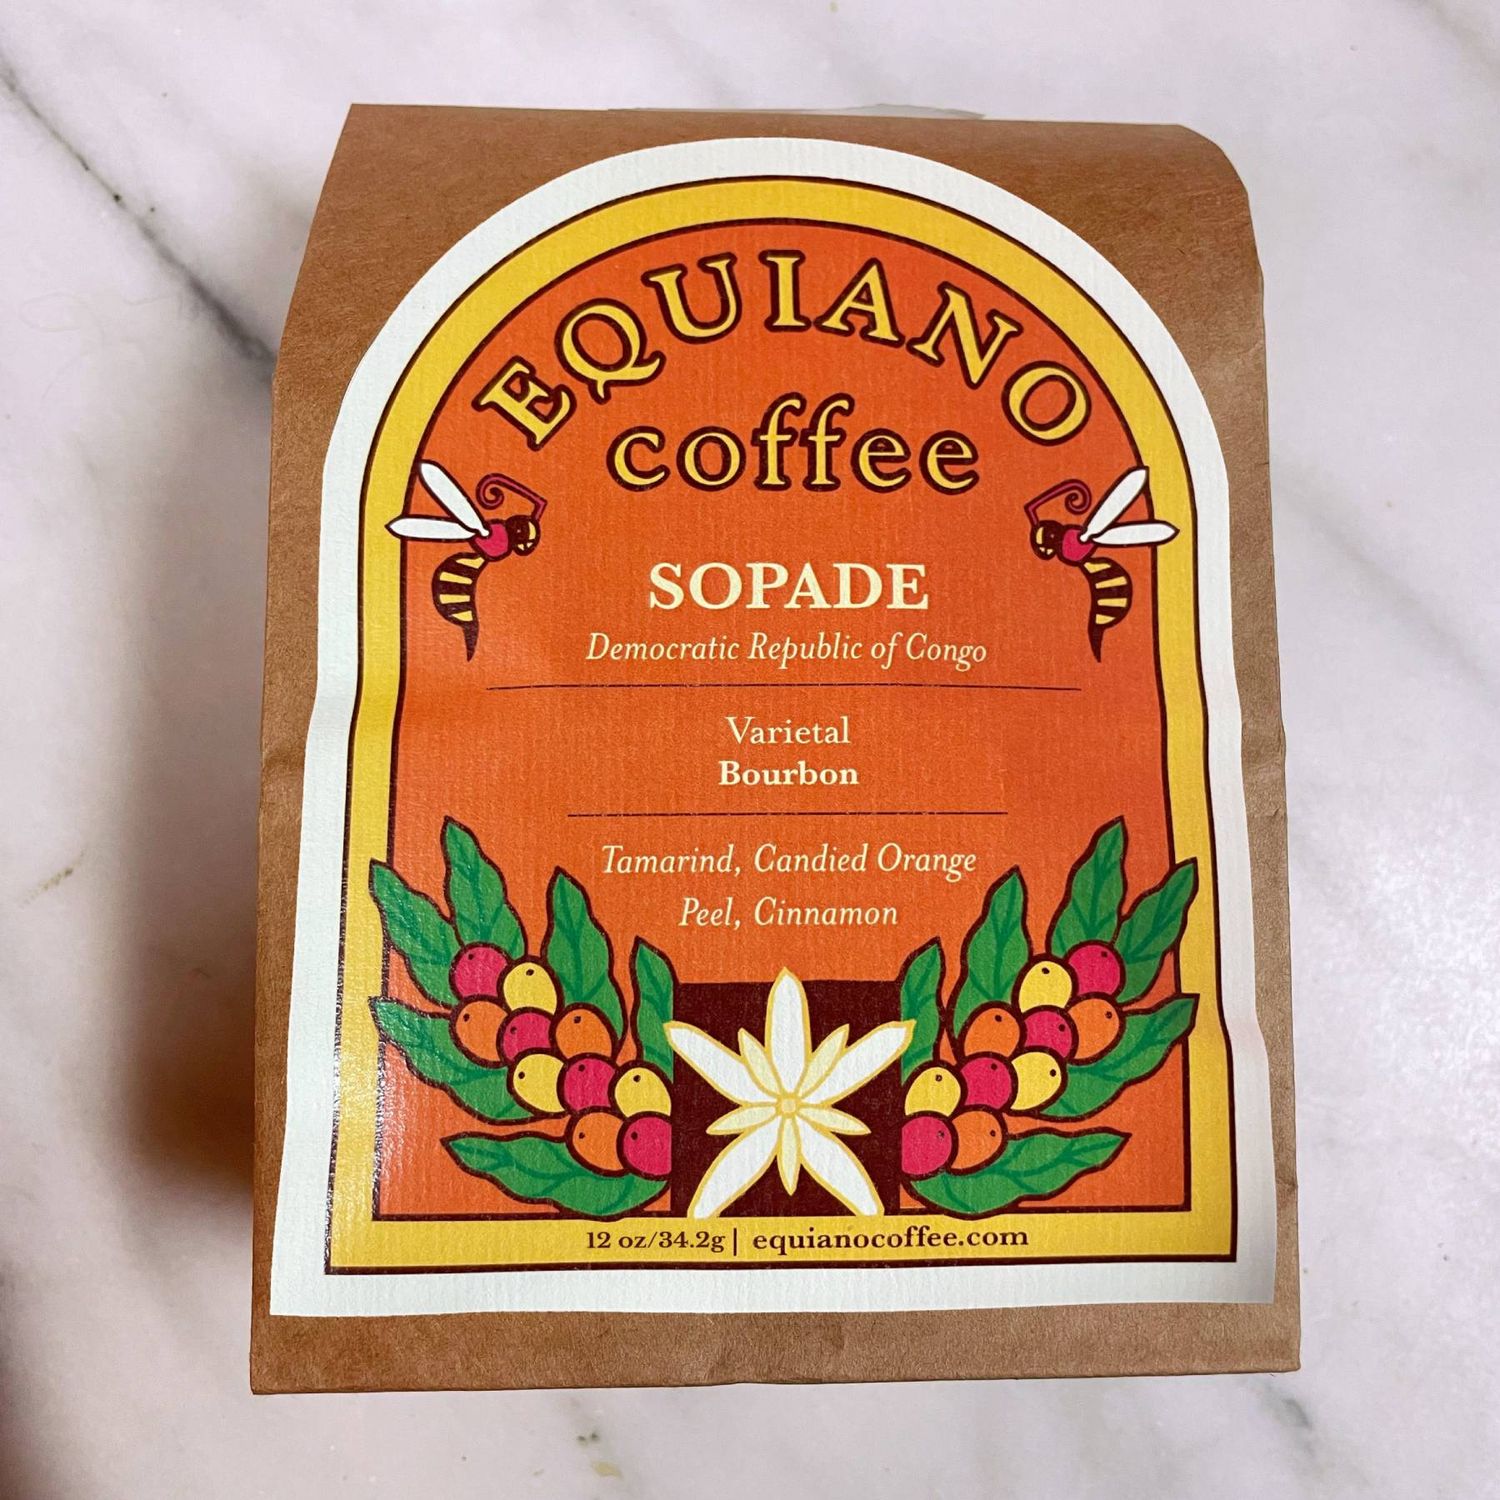 EQUIANO
coffee
SOPADE
Democratic Republic of Congo
Varietal
Bourbon
Tamarind, Candied Orange
Peel, Cinnamon
12 oz/34.2g | equianocoffee.com